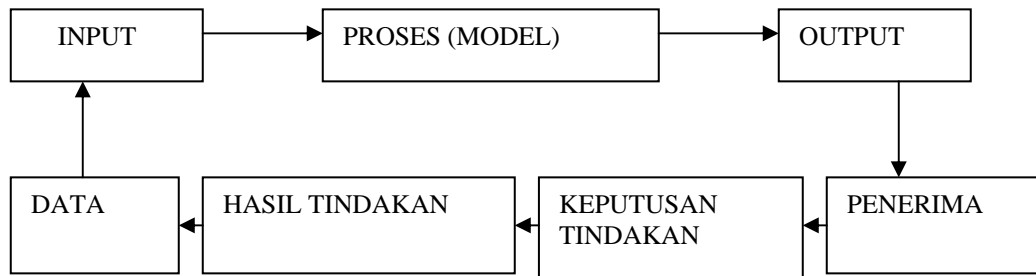 INPUT
PROSES (MODEL)
OUTPUT
DATA
HASIL TINDAKAN
KEPUTUSAN
TINDAKAN
PENERIMA